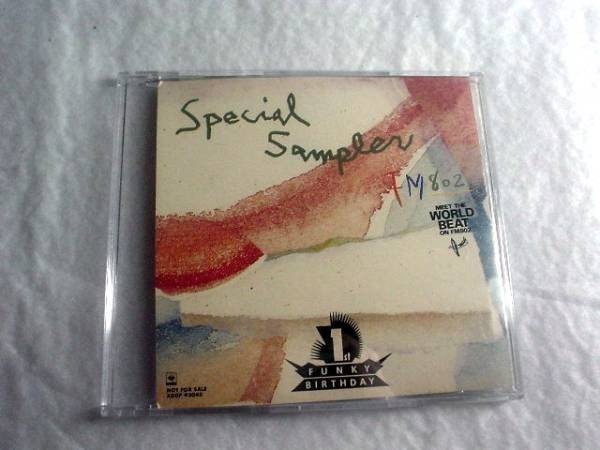 Special
Sampler
FM802
MEET THE
WORLD
BEAT
ON FM802
1st
FUNKY
BIRTHDAY
NOT FOR SALE